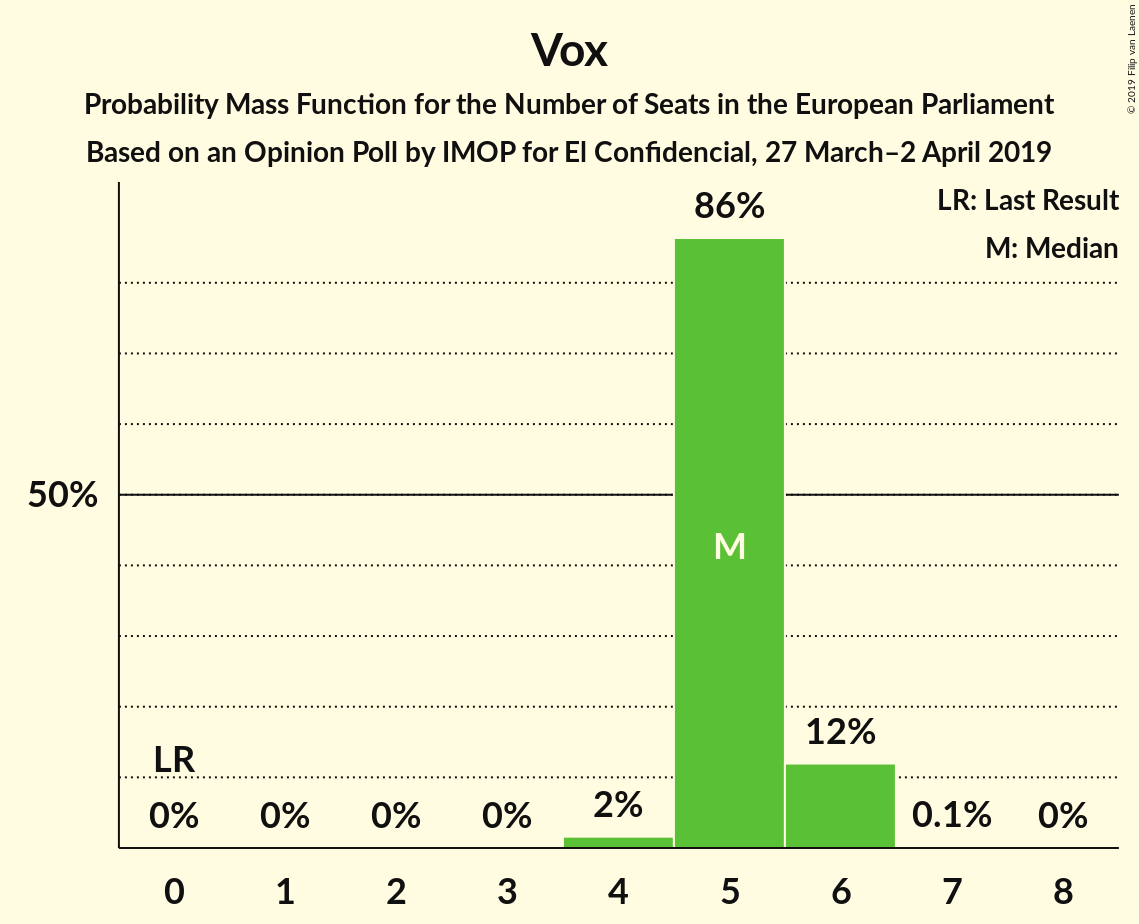 Vox
Probability Mass Function for the Number of Seats in the European Parliament
Based on an Opinion Poll by IMOP for El Confidencial, 27 March–2 April 2019
© 2019 Filip van Laenen
LR: Last Result
M: Median
86%
50%
M
12%
LR
2%
0% 0% 0% 0% 0.1% 0%
0 1 2 3 4 5 6 7 8